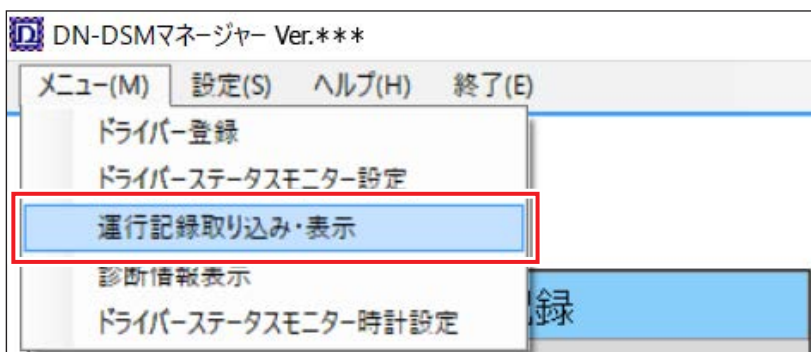 DN-DSMマネージャー Ver.***
メニュー(M) 設定(S) ヘルプ(H) 終了(E)
ドライバー登録
ドライバーステータスモニター設定
運行記録取り込み・表示
診断情報表示
ドライバーステータスモニター時計設定
録